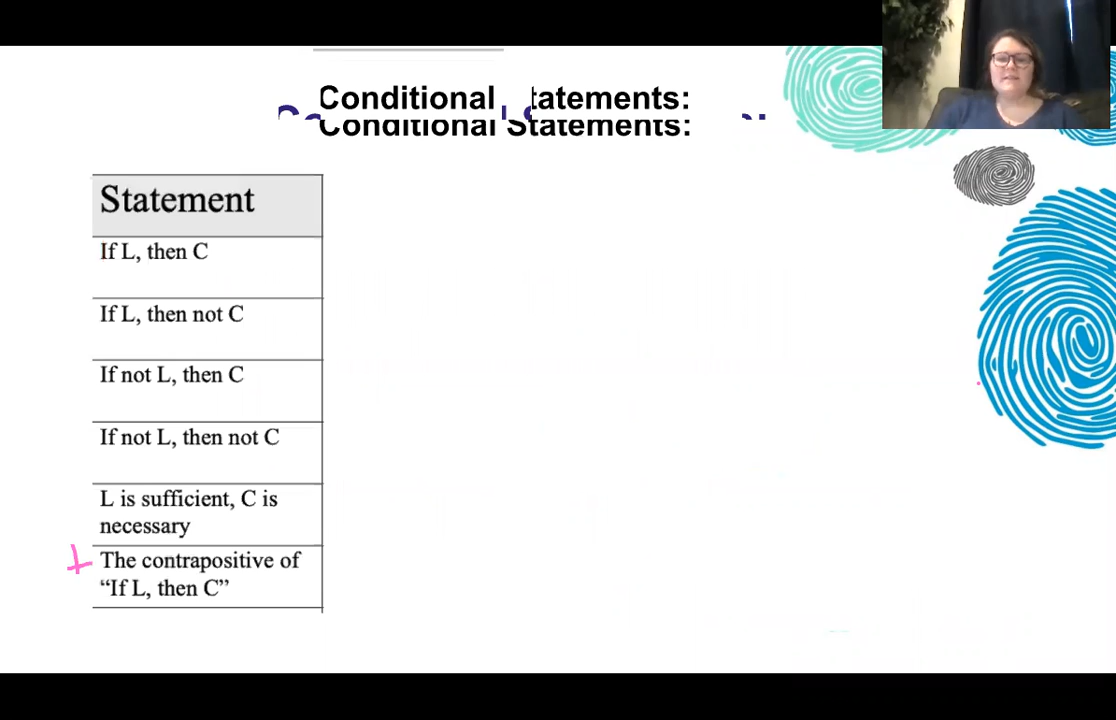 Conditional Statements:
Conditional Statements:
Statement
If L, then C
If L, then not C
If not L, then C
If not L, then not C
L is sufficient, C is
necessary
The contrapositive of
“If L, then C”